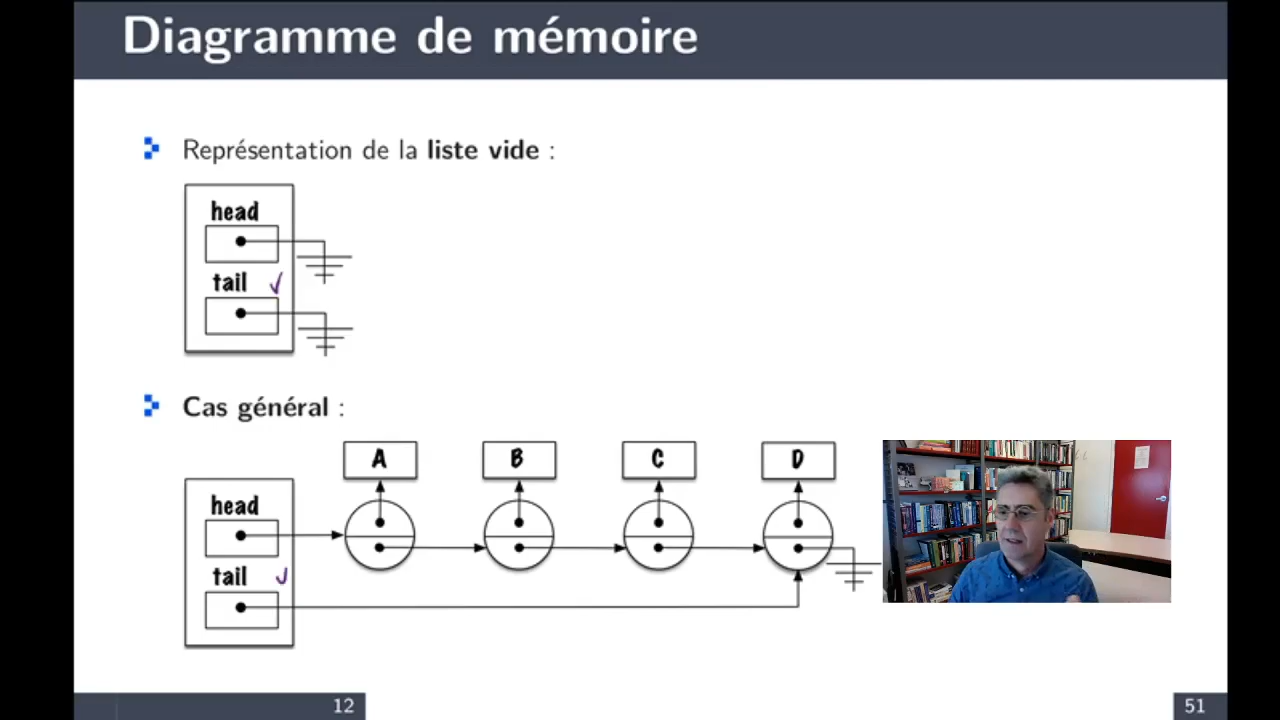 Diagramme de mémoire
Représentation de la liste vide :
head
tail
Cas général :
A B C D
head
tail
12 51